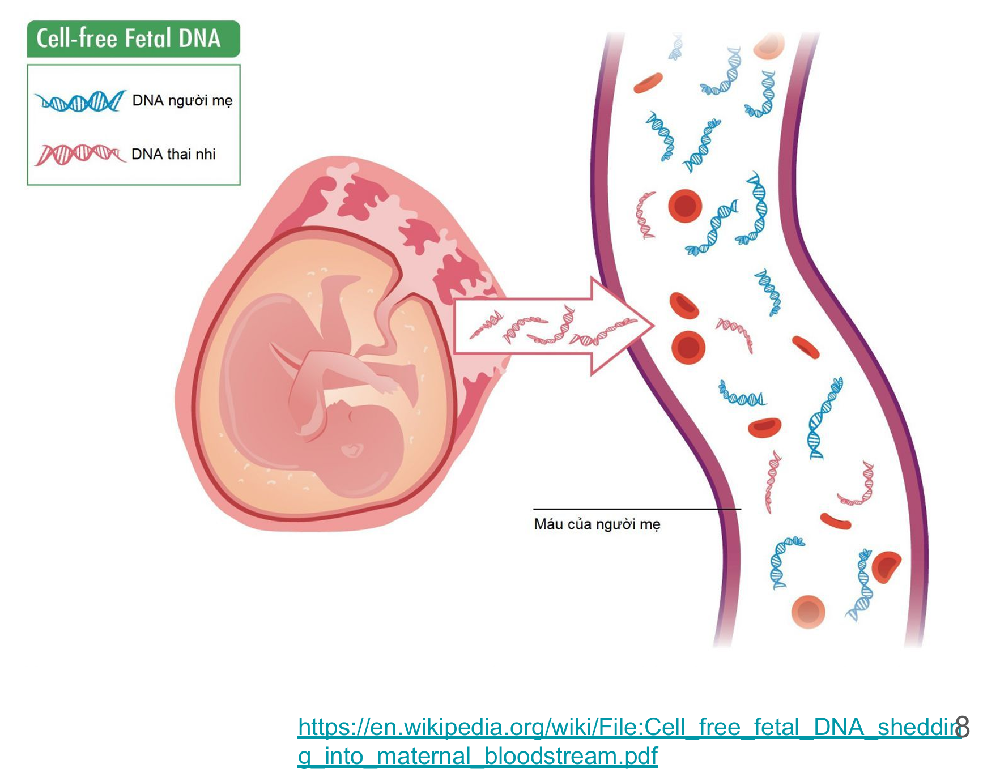 Cell-free Fetal DNA
DNA người mẹ
DNA thai nhi
Máu của người mẹ
https://en.wikipedia.org/wiki/File:Cell_free_fetal_DNA_sheddin
g_into_maternal_bloodstream.pdf
8